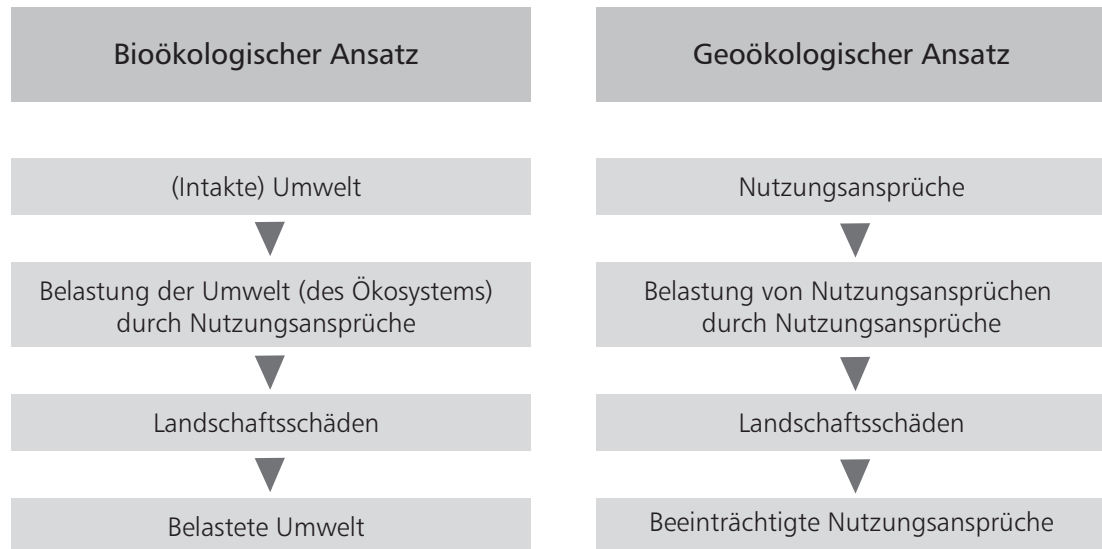 Bioökologischer Ansatz
(Intakte) Umwelt
Belastung der Umwelt (des Ökosystems)
durch Nutzungsansprüche
Landschaftsschäden
Belastete Umwelt
Geoökologischer Ansatz
Nutzungsansprüche
Belastung von Nutzungsansprüchen
durch Nutzungsansprüche
Landschaftsschäden
Beeinträchtigte Nutzungsansprüche